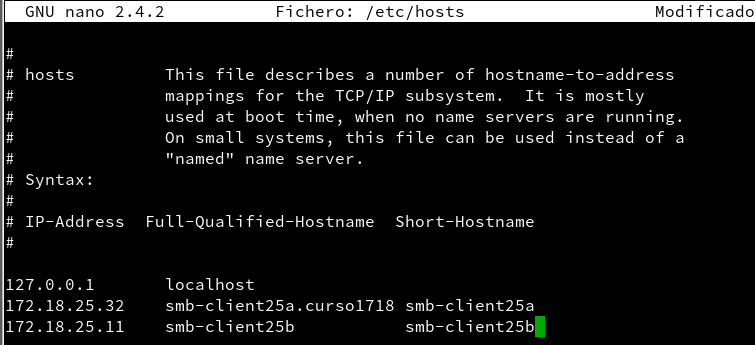 GNU nano 2.4.2 Fichero: /etc/hosts Modificado
#
# hosts This file describes a number of hostname-to-address
# mappings for the TCP/IP subsystem. It is mostly
# used at boot time, when no name servers are running.
# On small systems, this file can be used instead of a
# "named" name server.
# Syntax:
#
# IP-Address Full-Qualified-Hostname Short-Hostname
#
127.0.0.1 localhost
172.18.25.32 smb-client25a.curso1718 smb-client25a
172.18.25.11 smb-client25b smb-client25b